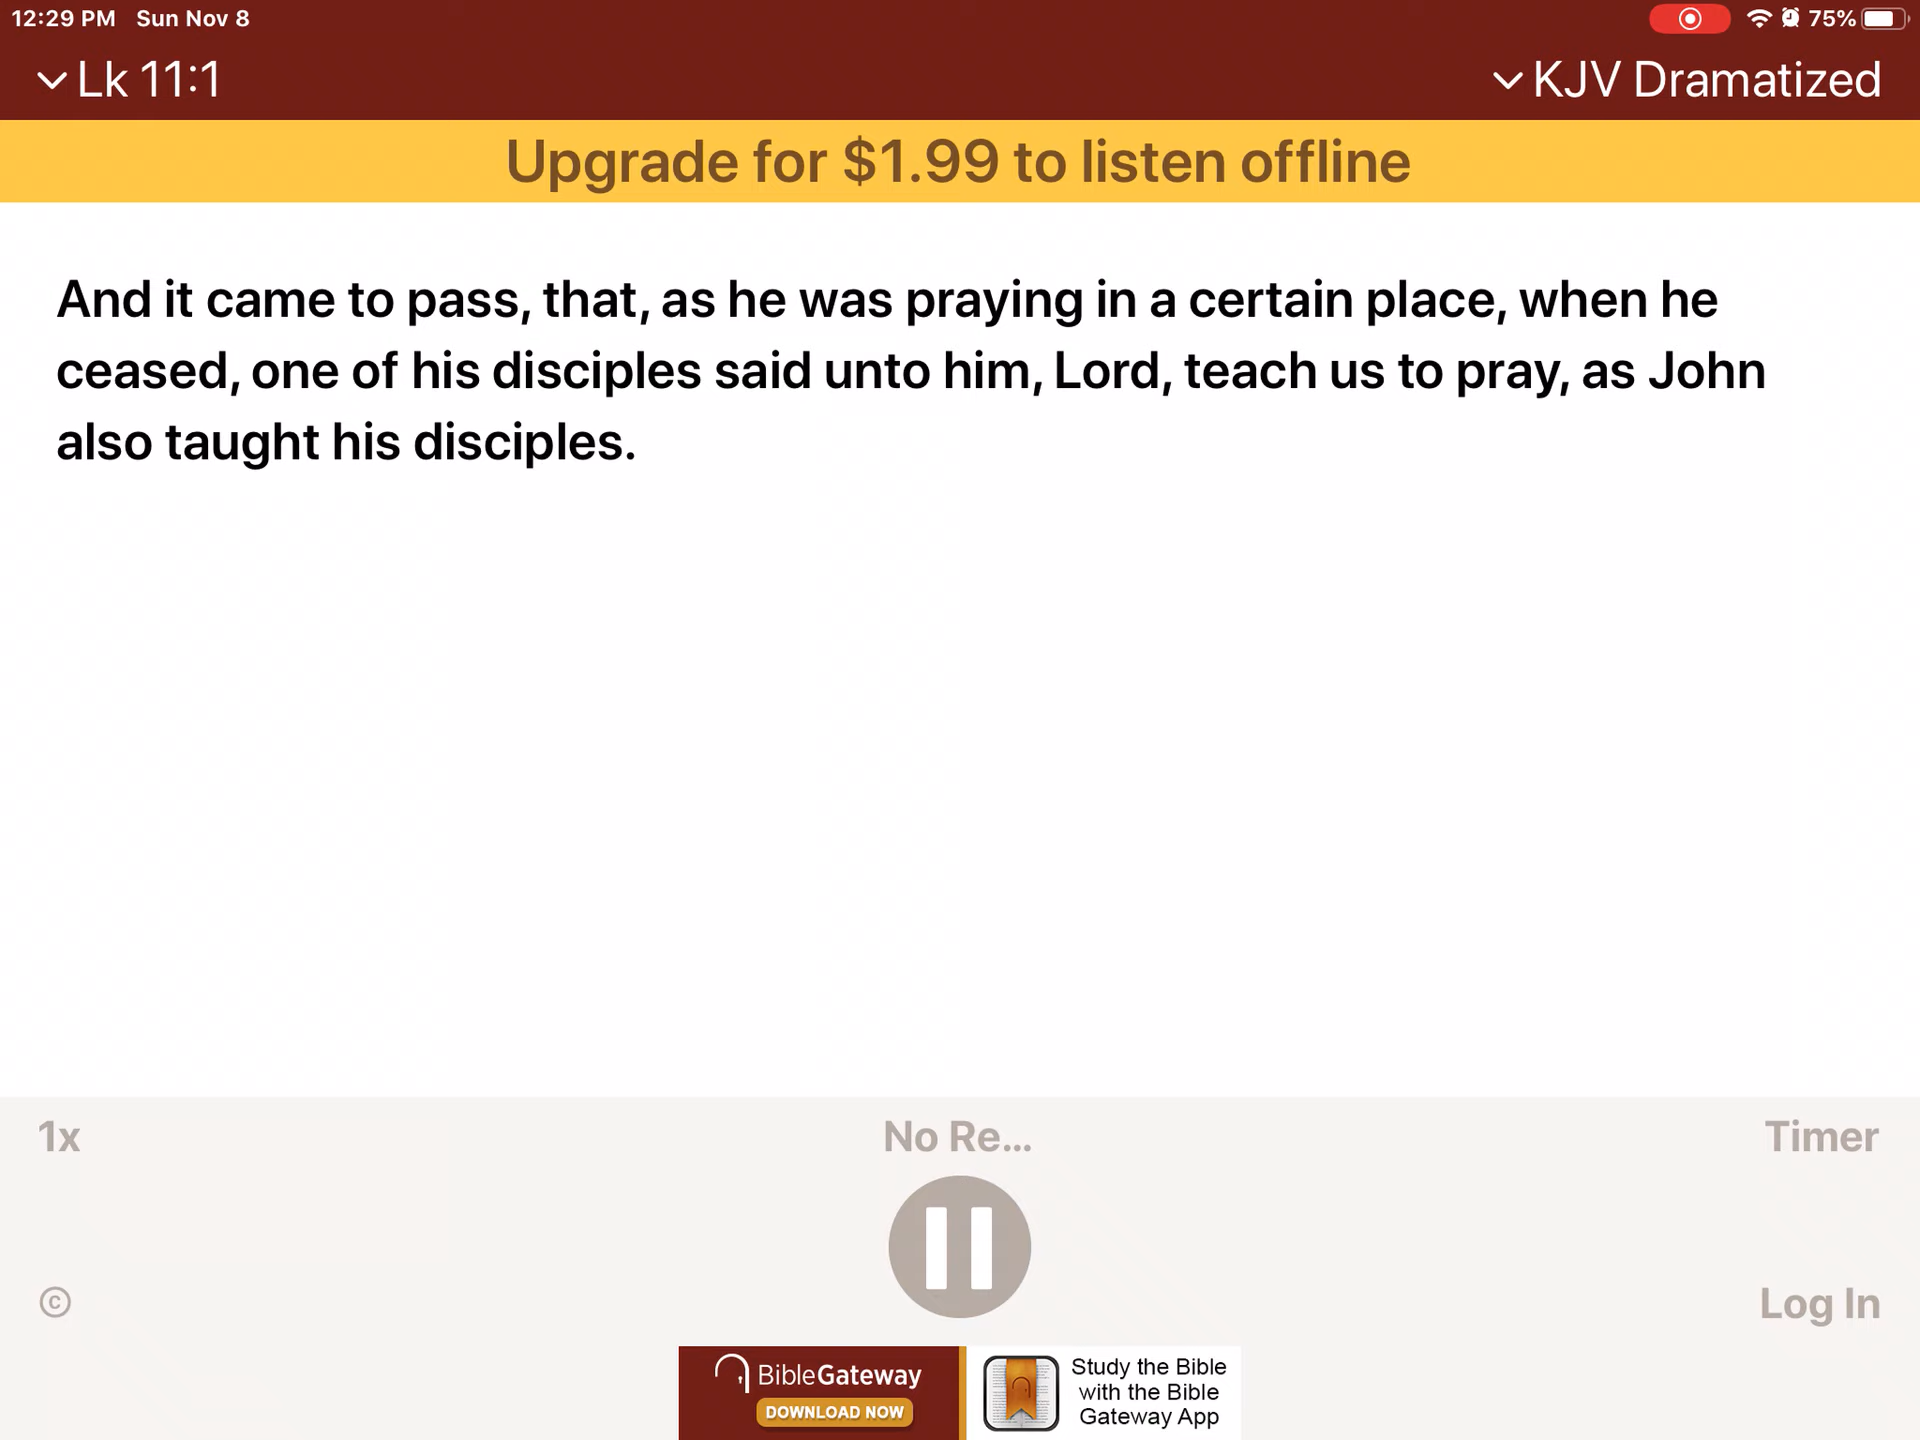 12:29 PM Sun Nov 8 75%
Lk 11:1 KJV Dramatized
Upgrade for $1.99 to listen offline
And it came to pass, that, as he was praying in a certain place, when he
ceased, one of his disciples said unto him, Lord, teach us to pray, as John
also taught his disciples.
1x No Re... Timer
© Log In
BibleGateway
DOWNLOAD NOW
Study the Bible
with the Bible
Gateway App